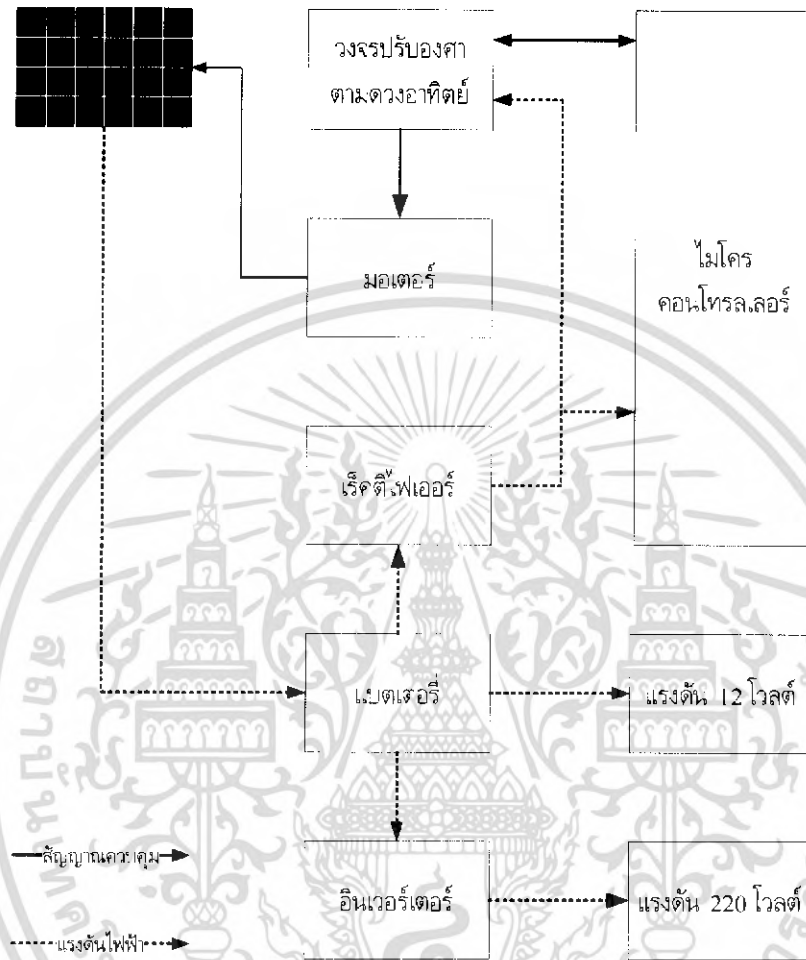 วงจรปรับองศา
ตามดวงอาทิตย์
มอเตอร์
ไมโคร
คอนโทรลเลอร์
เร็คติไฟเออร์
แบตเตอรี่
แรงดัน 12 โวลต์
สัญญาณควบคุม
อินเวอร์เตอร์
แรงดัน 220 โวลต์
แรงดันไฟฟ้า